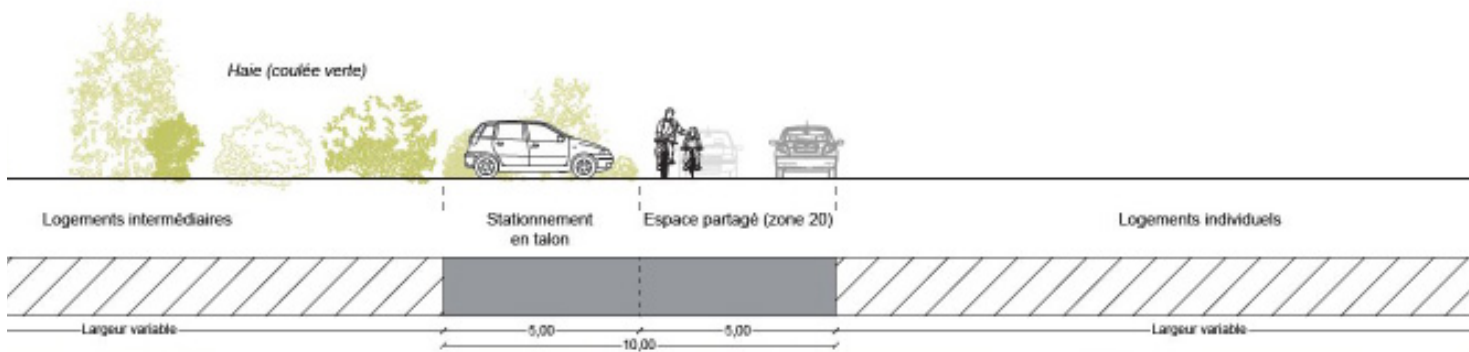 Haie (coulée verte)
Logements intermédiaires
Stationnement
en talon
Espace partagé (zone 20)
Logements individuels
Largeur variable
5,00
5,00
Largeur variable
10,00